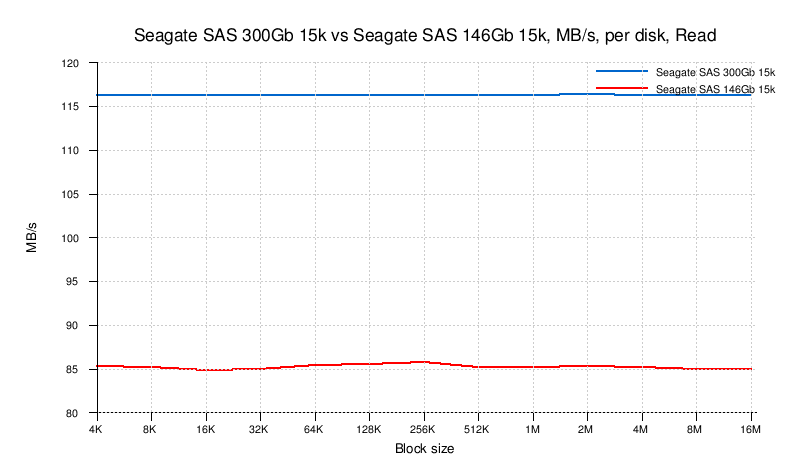 Seagate SAS 300Gb 15k vs Seagate SAS 146Gb 15k, MB/s, per disk, Read
Seagate SAS 300Gb 15k
Seagate SAS 146Gb 15k
MB/s
120
115
110
105
100
95
90
85
80
4K 8K 16K 32K 64K 128K 256K 512K 1M 2M 4M 8M 16M
Block size